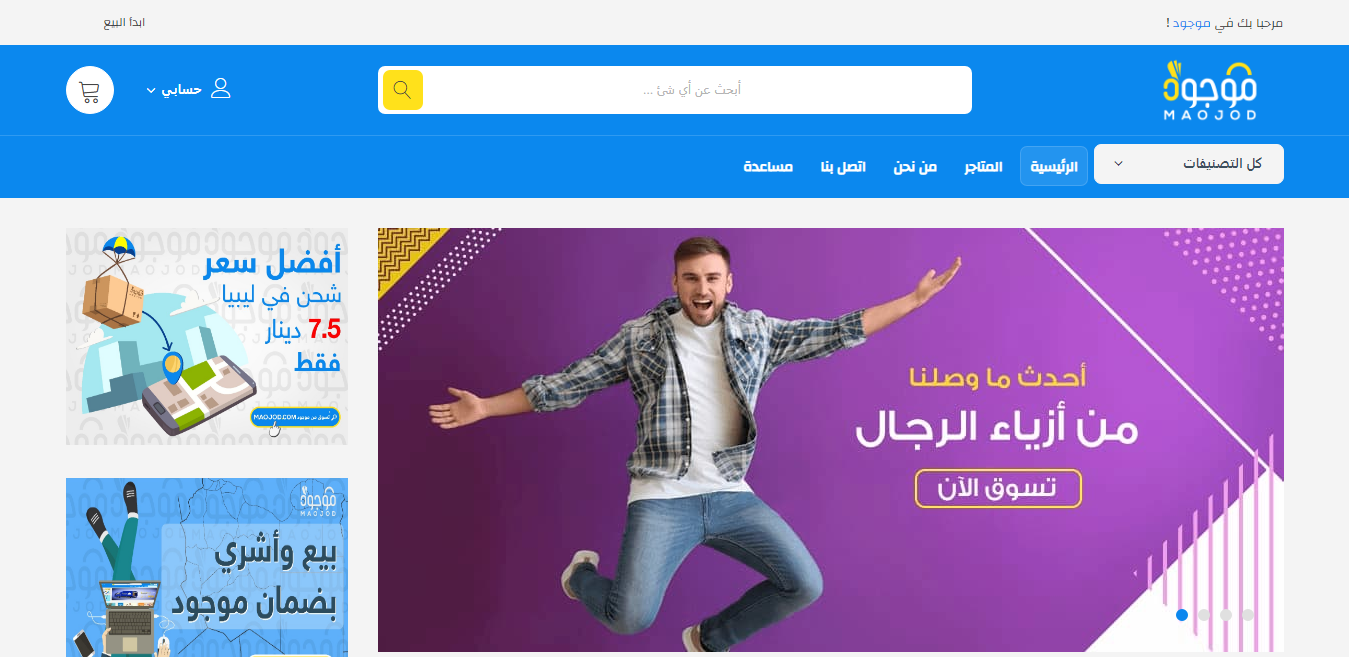 مرحبا بك في موجود !
ابدأ البيع
موجود
MAOJOD
أبحث عن أي شئ ...
حسابي
كل التصنيفات
الرئيسية
المتاجر
من نحن
اتصل بنا
مساعدة
أحدث ما وصلنا
من أزياء الرجال
تسوق الآن
أفضل سعر
شحن في ليبيا
7.5 دينار
فقط
MAOJOD.COM
موجود
MAOJOD
بيع وأشري
بضمان موجود